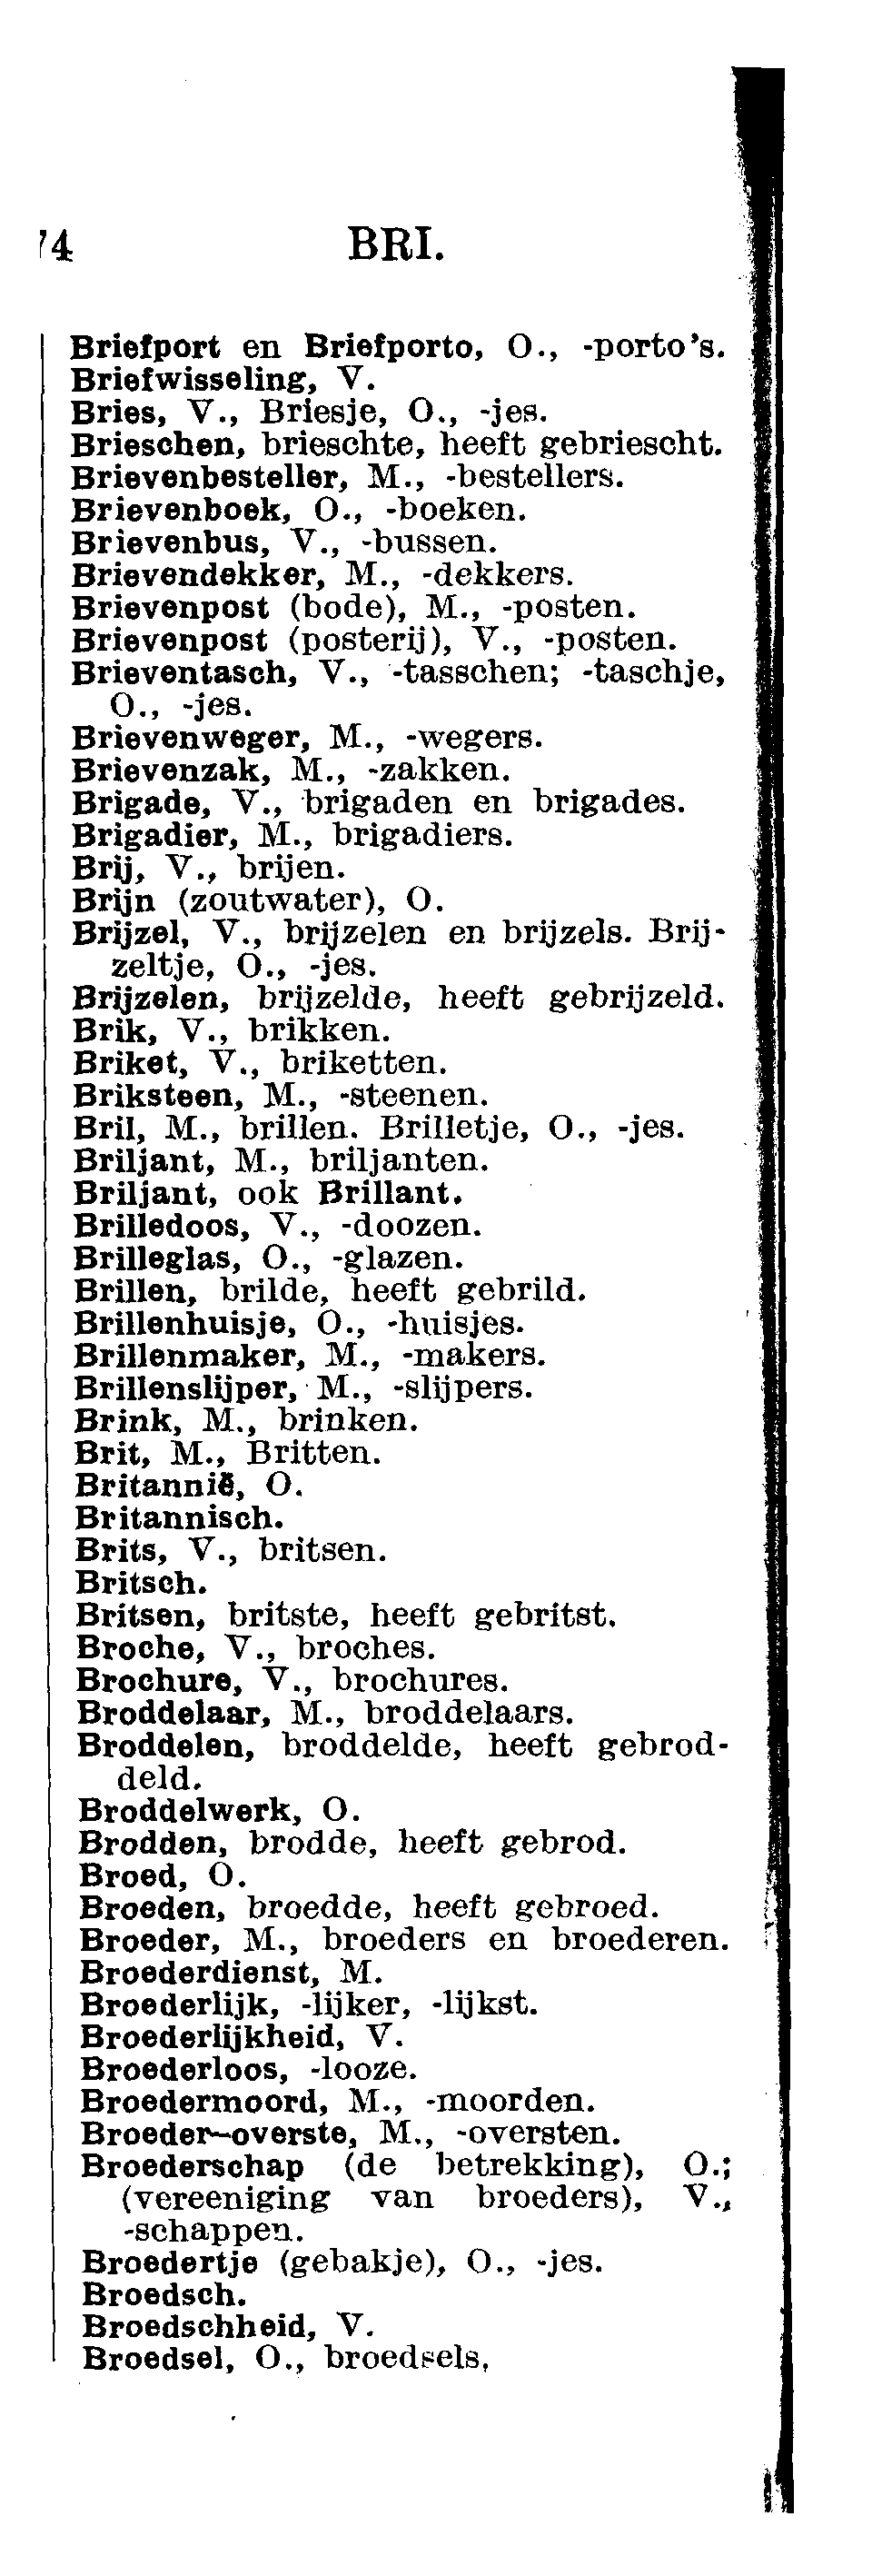 74 BRI.
Briefport en Briefporto, O., -porto's.
Briefwisseling, V.
Bries, V., Briesje, O., -jes.
Brieschen, brieschte, heeft gebriescht.
Brievenbesteller, M., -bestellers.
Brievenboek, O., -boeken.
Brievenbus, V., -bussen.
Brievendekker, M., -dekkers.
Brievenpost (bode), M., -posten.
Brievenpost (posterij), V., -posten.
Brieventasch, V., -tasschen; -taschje,
O., -jes.
Brievenweger, M., -wegers.
Brievenzak, M., -zakken.
Brigade, V., brigaden en brigades.
Brigadier, M., brigadiers.
Brij, V., brijen.
Brijn (zoutwater), O.
Brijzel, V., brijzelen en brijzels. Brij-
zeltje, O., -jes.
Brijzelen, brijzelde, heeft gebrijzeld.
Brik, V., brikken.
Briket, V., briketten.
Briksteen, M., -steenen.
Bril, M., brillen. Brilletje, O., -jes.
Briljant, M., briljanten.
Briljant, ook Brillant.
Brilledoos, V., -doozen.
Brilleglas, O., -glazen.
Brillen, brilde, heeft gebrild.
Brillenhuisje, O., -huisjes.
Brillenmaker, M., -makers.
Brillenslijper, M., -slijpers.
Brink, M., brinken.
Brit, M., Britten.
Britannië, O.
Britannisch.
Brits, V., britsen.
Britsch.
Britsen, britste, heeft gebritst.
Broche, V., broches.
Brochure, V., brochures.
Broddelaar, M., broddelaars.
Broddelen, broddelde, heeft gebrod-
deld.
Broddelwerk, O.
Brodden, brodde, heeft gebrod.
Broed, O.
Broeden, broedde, heeft gebroed.
Broeder, M., broeders en broederen.
Broederdienst, M.
Broederlijk, -lijker, -lijkst.
Broederlijkheid, V.
Broederloos, -looze.
Broedermoord, M., -moorden.
Broeder-overste, M., -oversten.
Broederschap (de betrekking), O.;
(vereeniging van broeders), V.,
-schappen.
Broedertje (gebakje), O., -jes.
Broedsch.
Broedschheid, V.
Broedsel, O., broedsels,